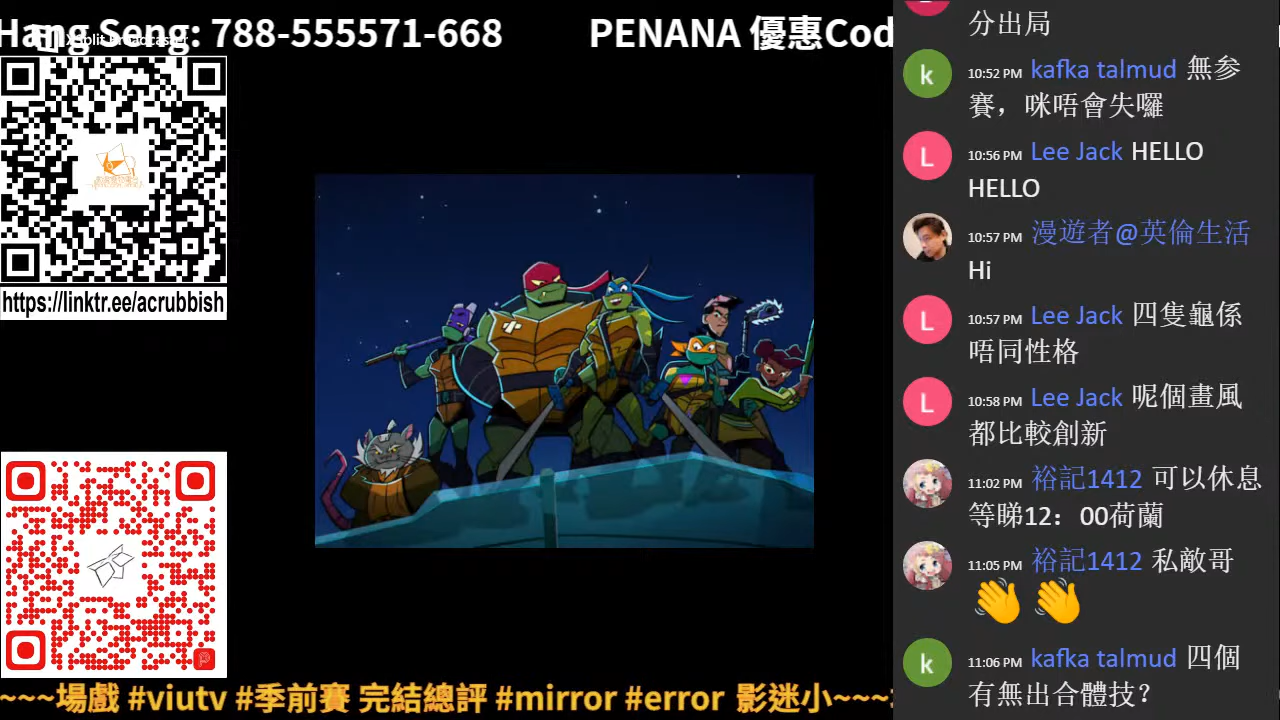 Hang Seng: 788-555571-668 PENANA 優惠Cod
https://linktr.ee/acrubbish
分出局
10:52 PM kafka talmud 無參
賽，咪唔會失囉
10:56 PM Lee Jack HELLO
HELLO
10:57 PM 漫遊者@英倫生活
Hi
10:57 PM Lee Jack 四隻龜係
唔同性格
10:58 PM Lee Jack 呢個畫風
都比較創新
11:02 PM 裕記1412 可以休息
等睇12：00荷蘭
11:05 PM 裕記1412 私敵哥
👋 👋
11:06 PM kafka talmud 四個
有無出合體技？
~~~場戲 #viutv #季前賽 完結總評 #mirror #error 影迷小~~~